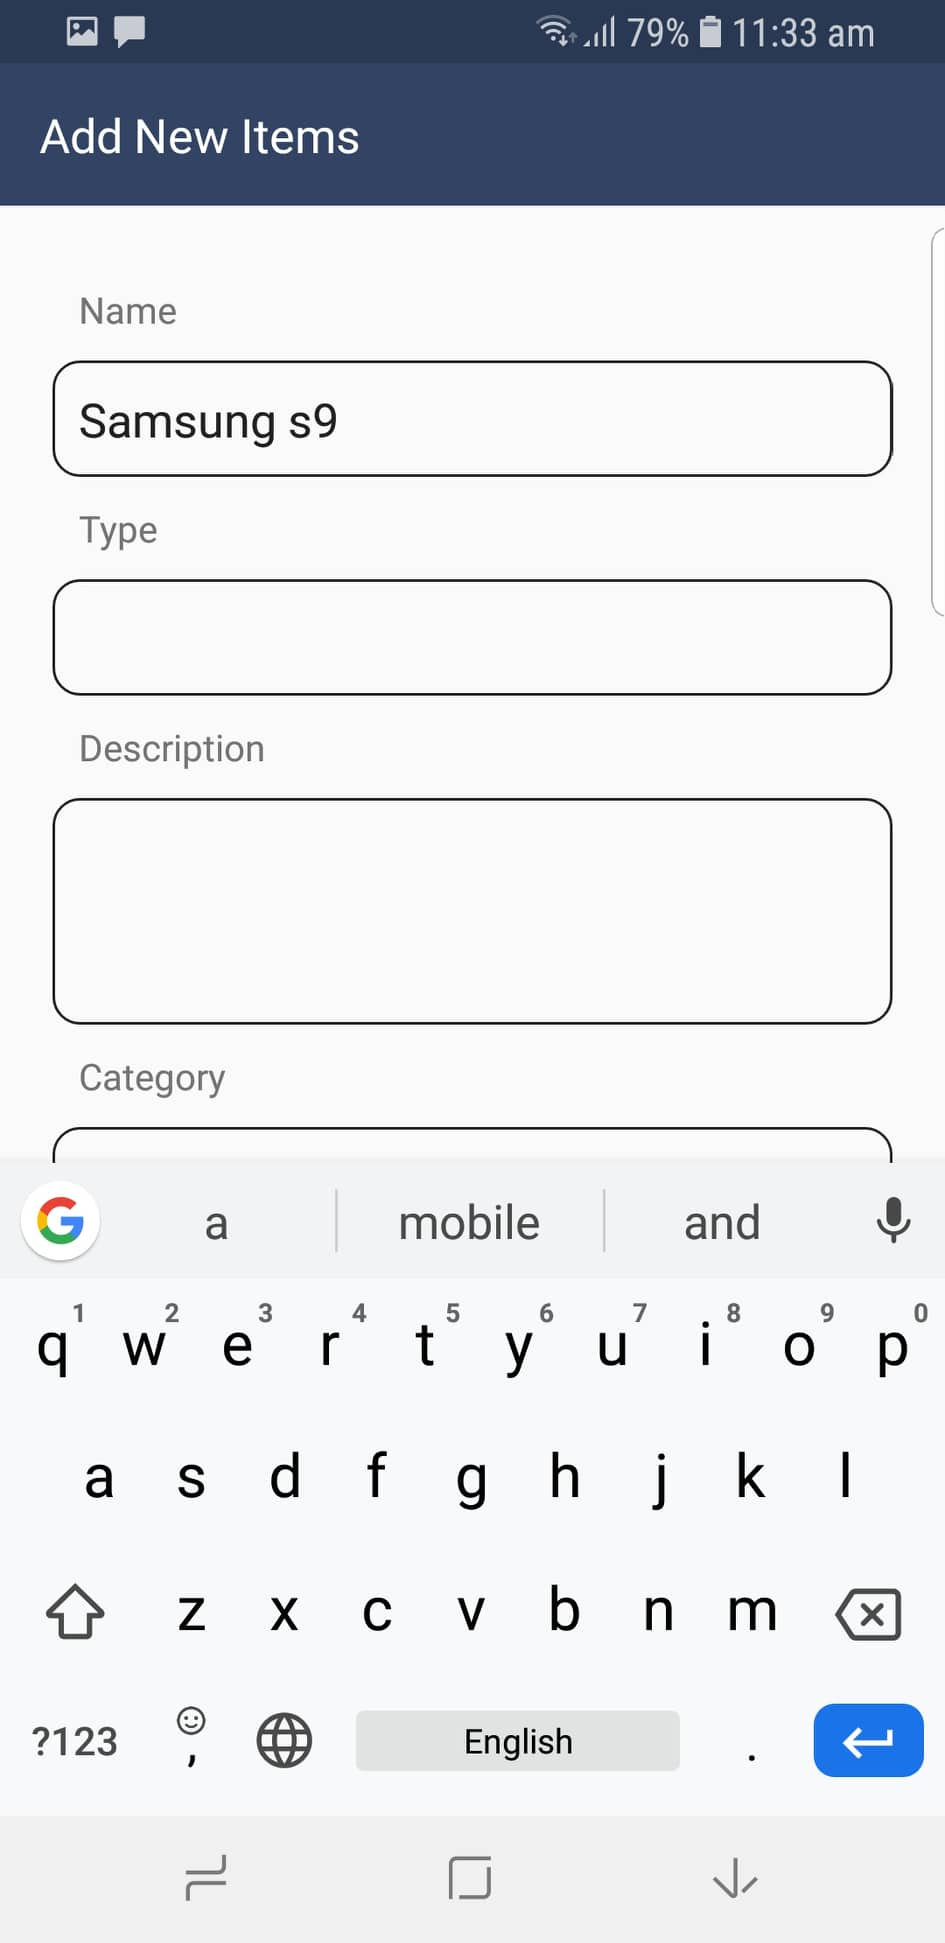 79% 11:33 am
Add New Items
Name
Samsung s9
Type
Description
Category
a mobile and
1 2 3 4 5 6 7 8 9 0
q w e r t y u i o p
a s d f g h j k l
z x c v b n m
?123 , English .